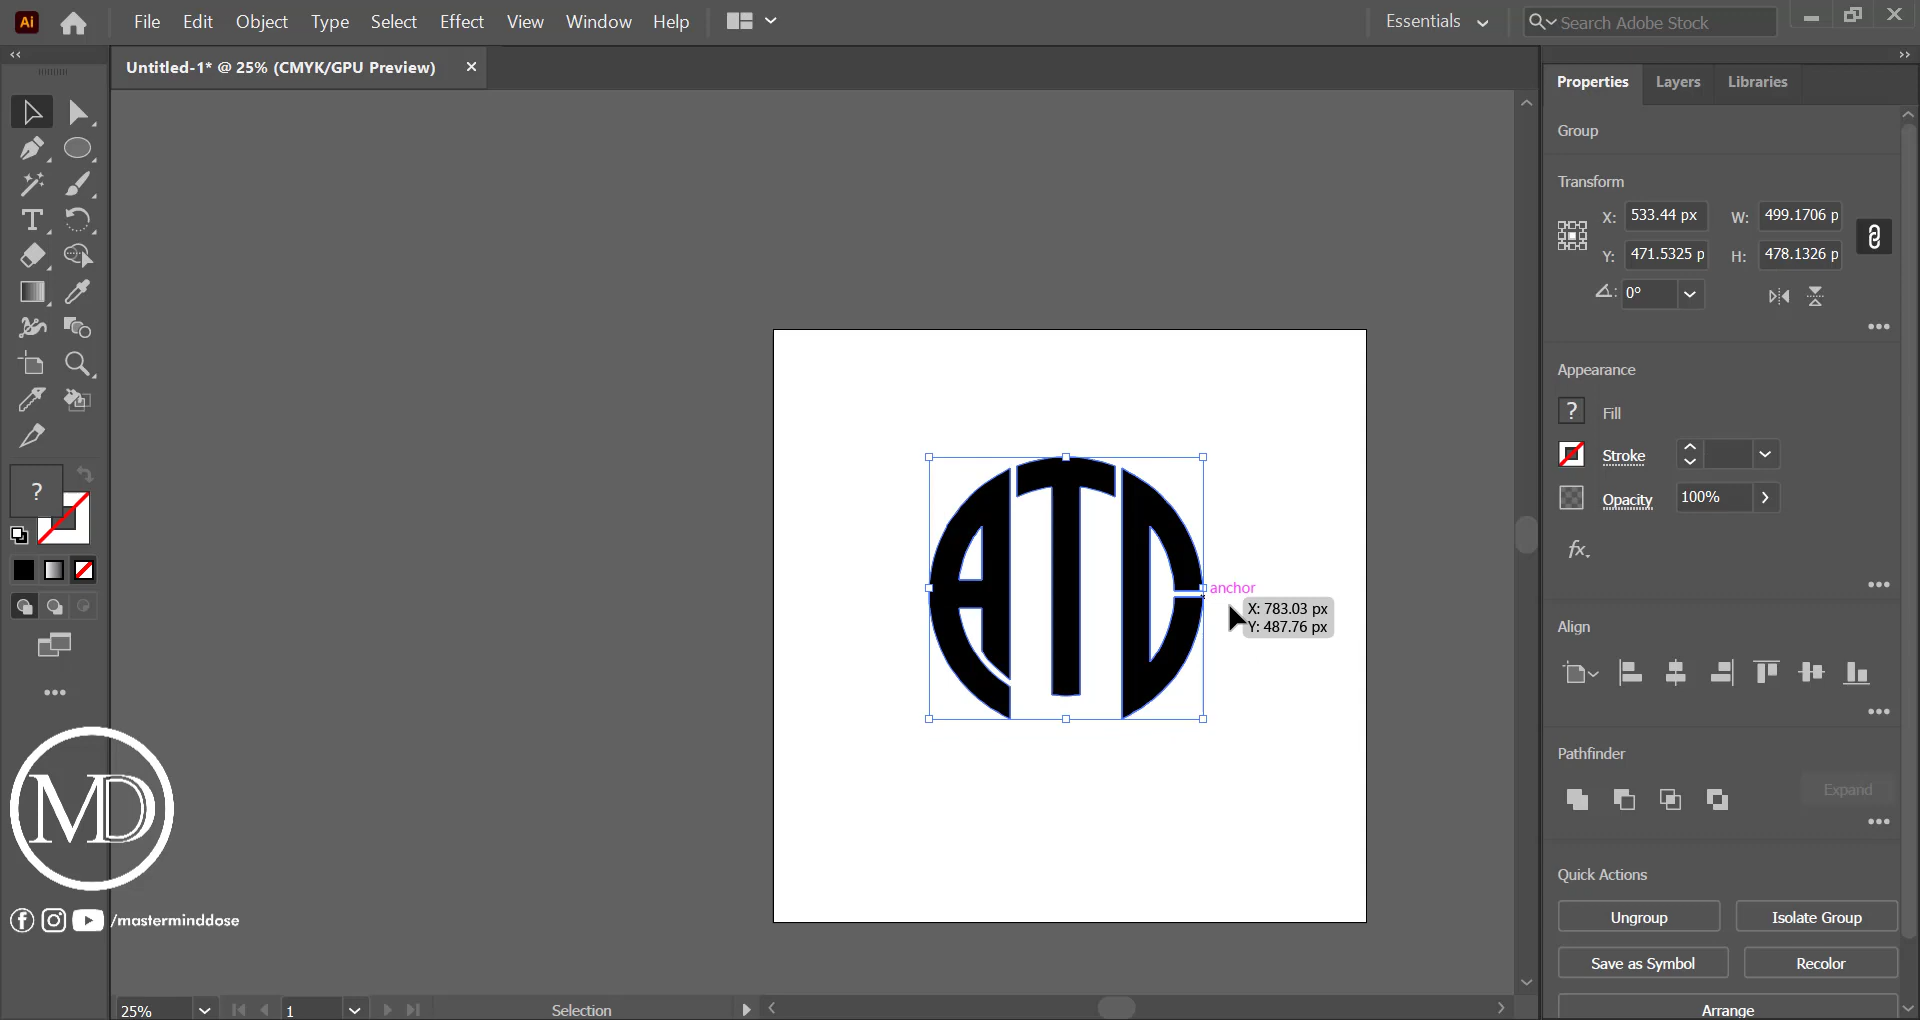 Ai File Edit Object Type Select Effect View Window Help Essentials Search Adobe Stock
Untitled-1* @ 25% (CMYK/GPU Preview)
Properties Layers Libraries
Group
Transform
X: 533.44 px W: 499.1706 p
Y: 471.5325 p H: 478.1326 p
0°
Appearance
? Fill
Stroke
Opacity 100%
fx.
Align
Pathfinder
Expand
Quick Actions
Ungroup Isolate Group
Save as Symbol Recolor
Arrange
T
?
ATD
anchor
X: 783.03 px
Y: 487.76 px
MD
/masterminddose
25% 1 Selection